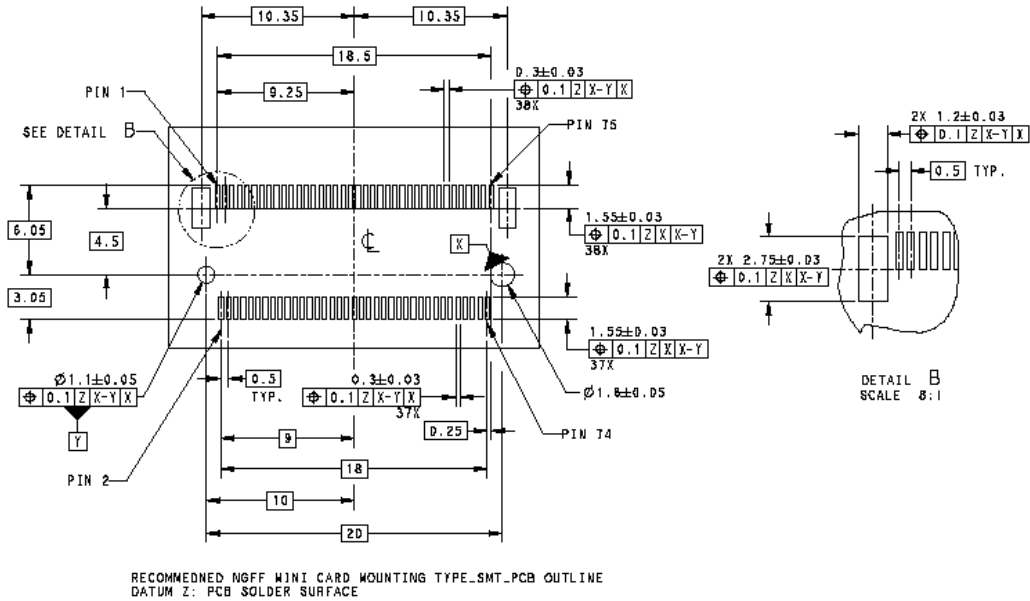 10.35
10.35
18.5
D.3±0.03
⌖ 0.1 Z X-Y X
38X
PIN 1
9.25
PIN 75
2X 1.2±0.03
⌖ 0.1 Z X-Y X
SEE DETAIL B
0.5 TYP.
6.05
4.5
1.55±0.03
⌖ 0.1 Z X X-Y
38X
CL
X
2X 2.75±0.03
⌖ 0.1 Z X X-Y
3.05
1.55±0.03
⌖ 0.1 Z X X-Y
37X
Ø1.1±0.05
⌖ 0.1 Z X-Y X
Y
0.5
TYP.
0.3±0.03
⌖ 0.1 Z X-Y X
37X
Ø1.6±0.05
DETAIL B
SCALE 8:1
9
0.25
PIN 74
18
PIN 2
10
20
RECOMMEDNED NGFF MINI CARD MOUNTING TYPE_SMT_PCB OUTLINE
DATUM Z: PCB SOLDER SURFACE